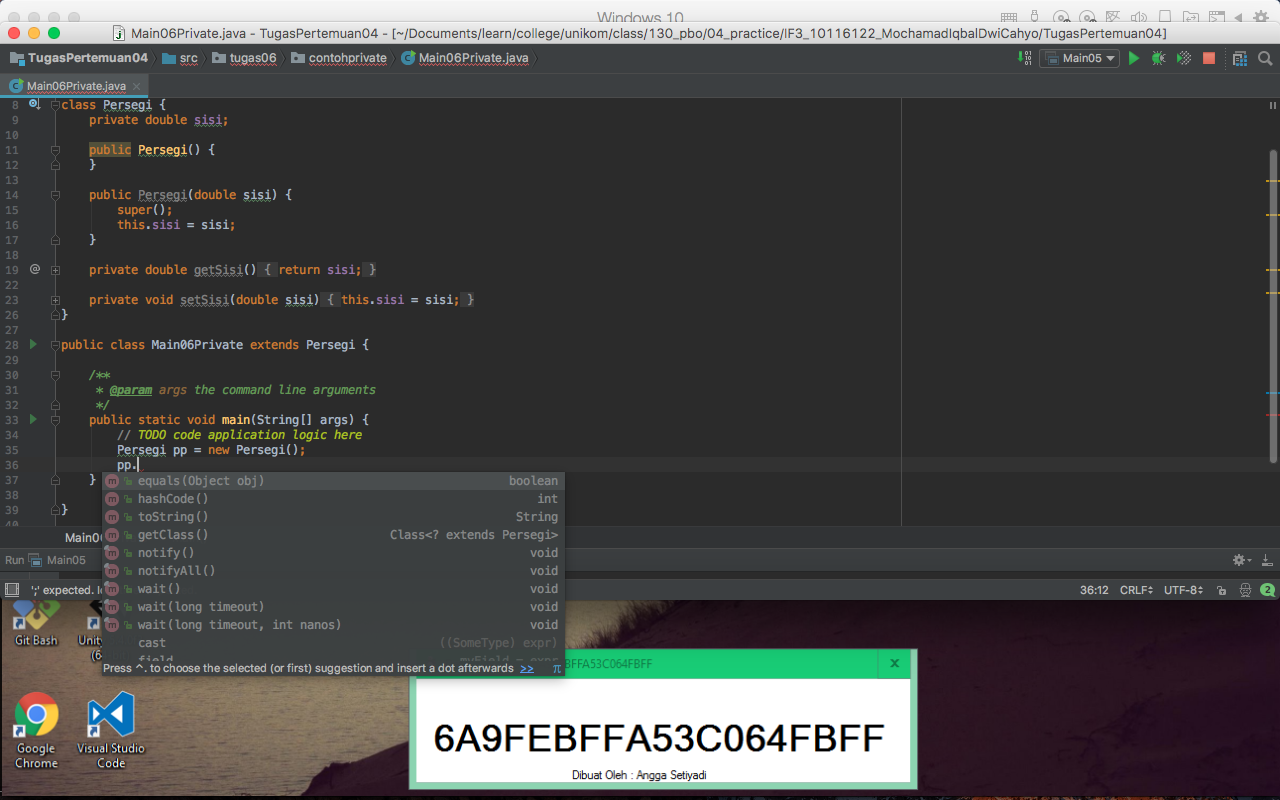 Windows 10
Main06Private.java - TugasPertemuan04 - [~/Documents/learn/college/unikom/class/130_pbo/04_practice/IF3_10116122_MochamadIqbalDwiCahyo/TugasPertemuan04]
TugasPertemuan04 src tugas06 contohprivate Main06Private.java Main05
Main06Private.java
8 class Persegi {
9 private double sisi;
10
11 public Persegi() {
12 }
13
14 public Persegi(double sisi) {
15 super();
16 this.sisi = sisi;
17 }
18
19 @ private double getSisi() { return sisi; }
22
23 private void setSisi(double sisi) { this.sisi = sisi; }
26 }
27
28 public class Main06Private extends Persegi {
29
30 /**
31 * @param args the command line arguments
32 */
33 public static void main(String[] args) {
34 // TODO code application logic here
35 Persegi pp = new Persegi();
36 pp.
37 }
38
39 }
40
equals(Object obj) boolean
hashCode() int
toString() String
getClass() Class<? extends Persegi>
notify() void
notifyAll() void
wait() void
wait(long timeout) void
wait(long timeout, int nanos) void
cast ((SomeType) expr)
field myField = expr
Press ^. to choose the selected (or first) suggestion and insert a dot afterwards >> π
Main0
Run Main05
';' expected.
36:12 CRLF UTF-8 2
Git Bash
BFFA53C064FBFF X
6A9FEBFFA53C064FBFF
Dibuat Oleh : Angga Setiyadi
Google Chrome
Visual Studio Code